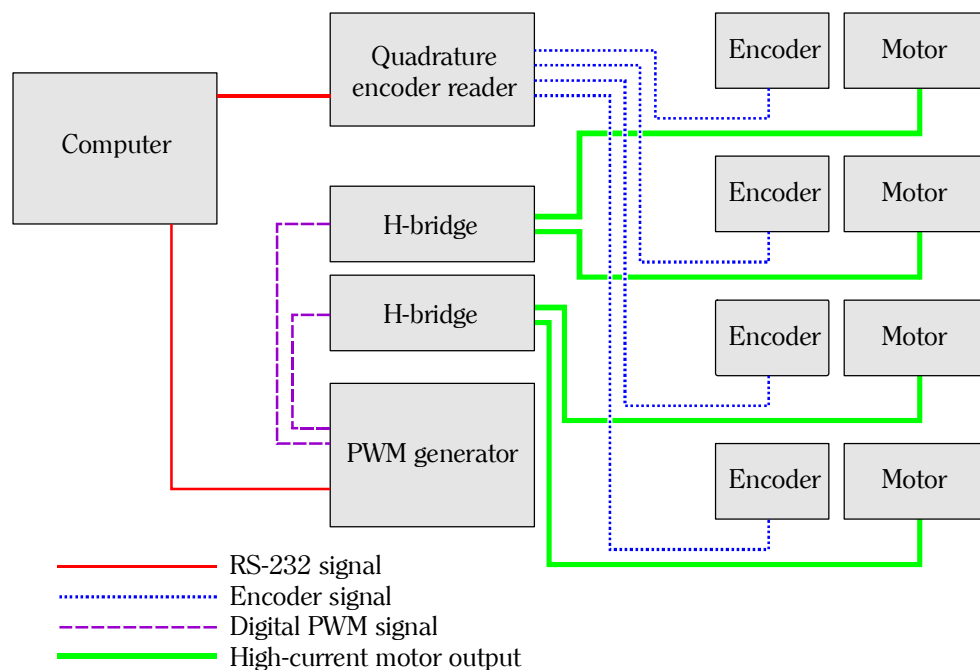 Computer
Quadrature
encoder reader
Encoder
Motor
H-bridge
Encoder
Motor
H-bridge
Encoder
Motor
PWM generator
Encoder
Motor
RS-232 signal
Encoder signal
Digital PWM signal
High-current motor output